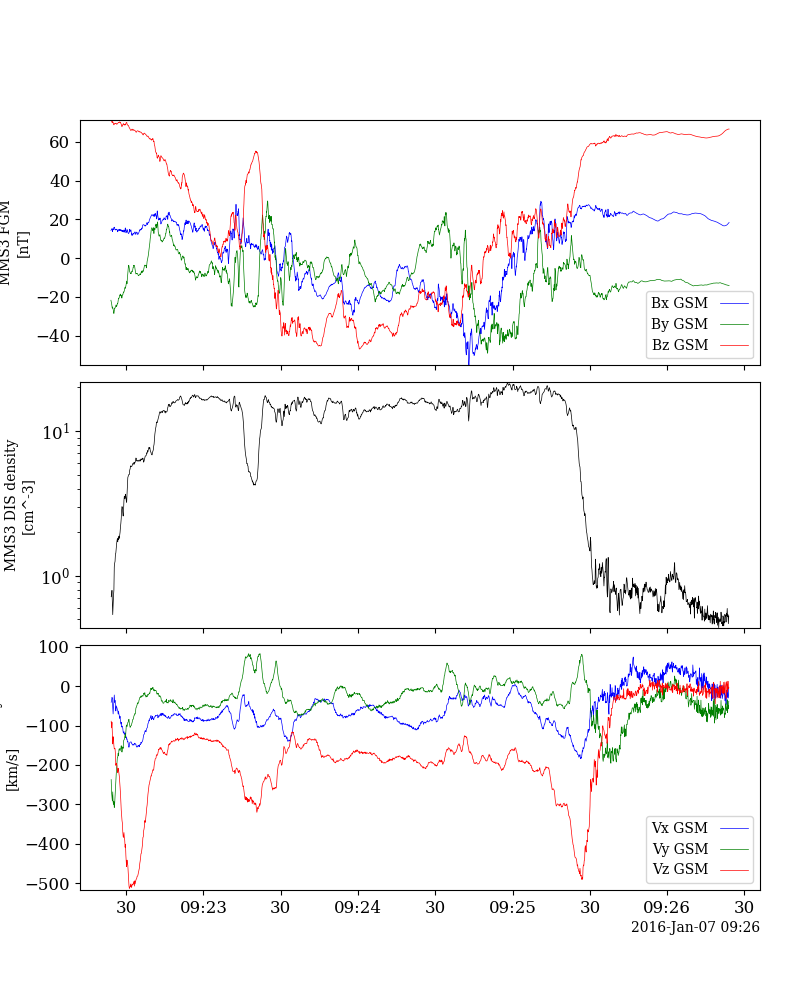 60
40
20
0
−20
−40
MMS3 FGM
[nT]
Bx GSM
By GSM
Bz GSM
10^1
10^0
MMS3 DIS density
[cm^-3]
100
0
−100
−200
−300
−400
−500
[km/s]
Vx GSM
Vy GSM
Vz GSM
30 09:23 30 09:24 30 09:25 30 09:26 30
2016-Jan-07 09:26